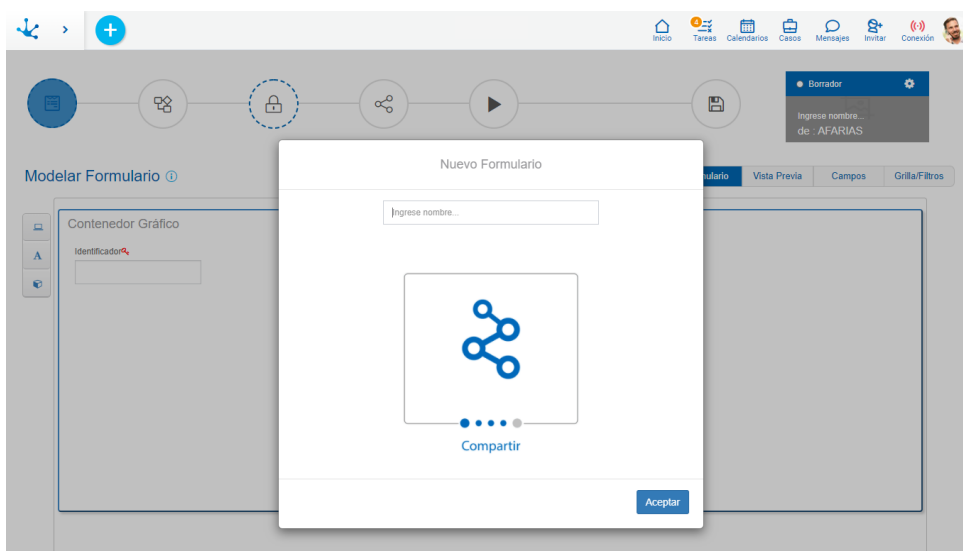 4
Inicio
Tareas
Calendarios
Casos
Mensajes
Invitar
Conexión
Borrador
Ingrese nombre...
de : AFARIAS
Modelar Formulario
Nuevo Formulario
Vista Previa
Campos
Grilla/Filtros
Ingrese nombre...
Contenedor Gráfico
Identificador
A
Compartir
Aceptar